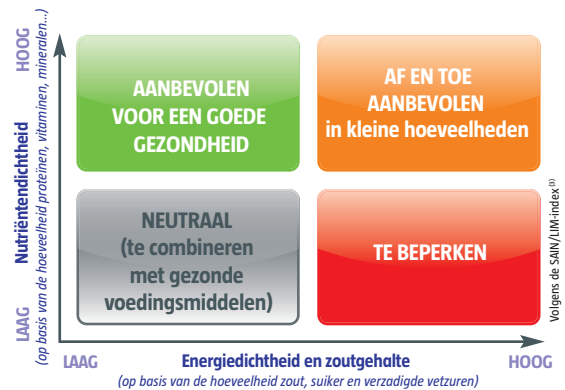 HOOG
Nutriëntendichtheid
(op basis van de hoeveelheid proteïnen, vitaminen, mineralen...)
LAAG
AANBEVOLEN
VOOR EEN GOEDE
GEZONDHEID
AF EN TOE
AANBEVOLEN
in kleine hoeveelheden
NEUTRAAL
(te combineren
met gezonde
voedingsmiddelen)
TE BEPERKEN
Volgens de SAIN/LIM-index⁽³⁾
LAAG
Energiedichtheid en zoutgehalte
HOOG
(op basis van de hoeveelheid zout, suiker en verzadigde vetzuren)